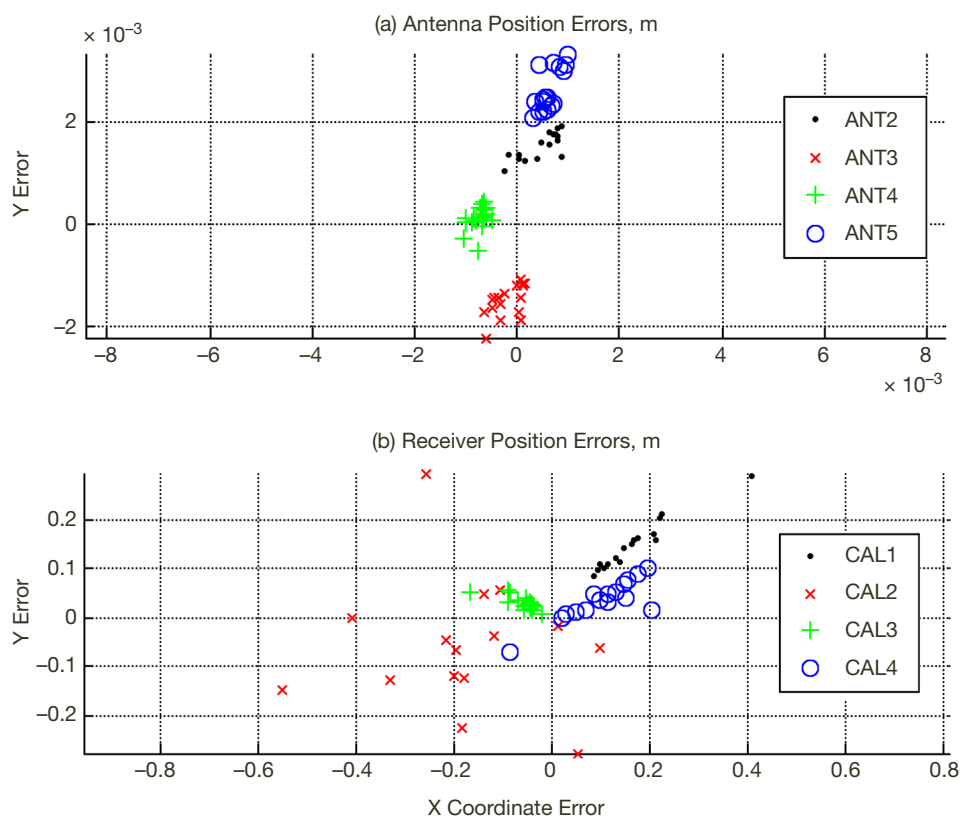 (a) Antenna Position Errors, m
× 10⁻³
Y Error
2
0
−2
−8
−6
−4
−2
0
2
4
6
8
× 10⁻³
ANT2
ANT3
ANT4
ANT5
(b) Receiver Position Errors, m
Y Error
0.2
0.1
0
−0.1
−0.2
−0.8
−0.6
−0.4
−0.2
0
0.2
0.4
0.6
0.8
X Coordinate Error
CAL1
CAL2
CAL3
CAL4